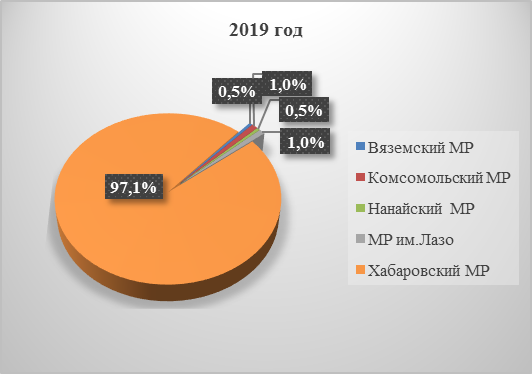 2019 год
0,5%
1,0%
0,5%
1,0%
97,1%
Вяземский МР
Комсомольский МР
Нанайский МР
МР им.Лазо
Хабаровский МР